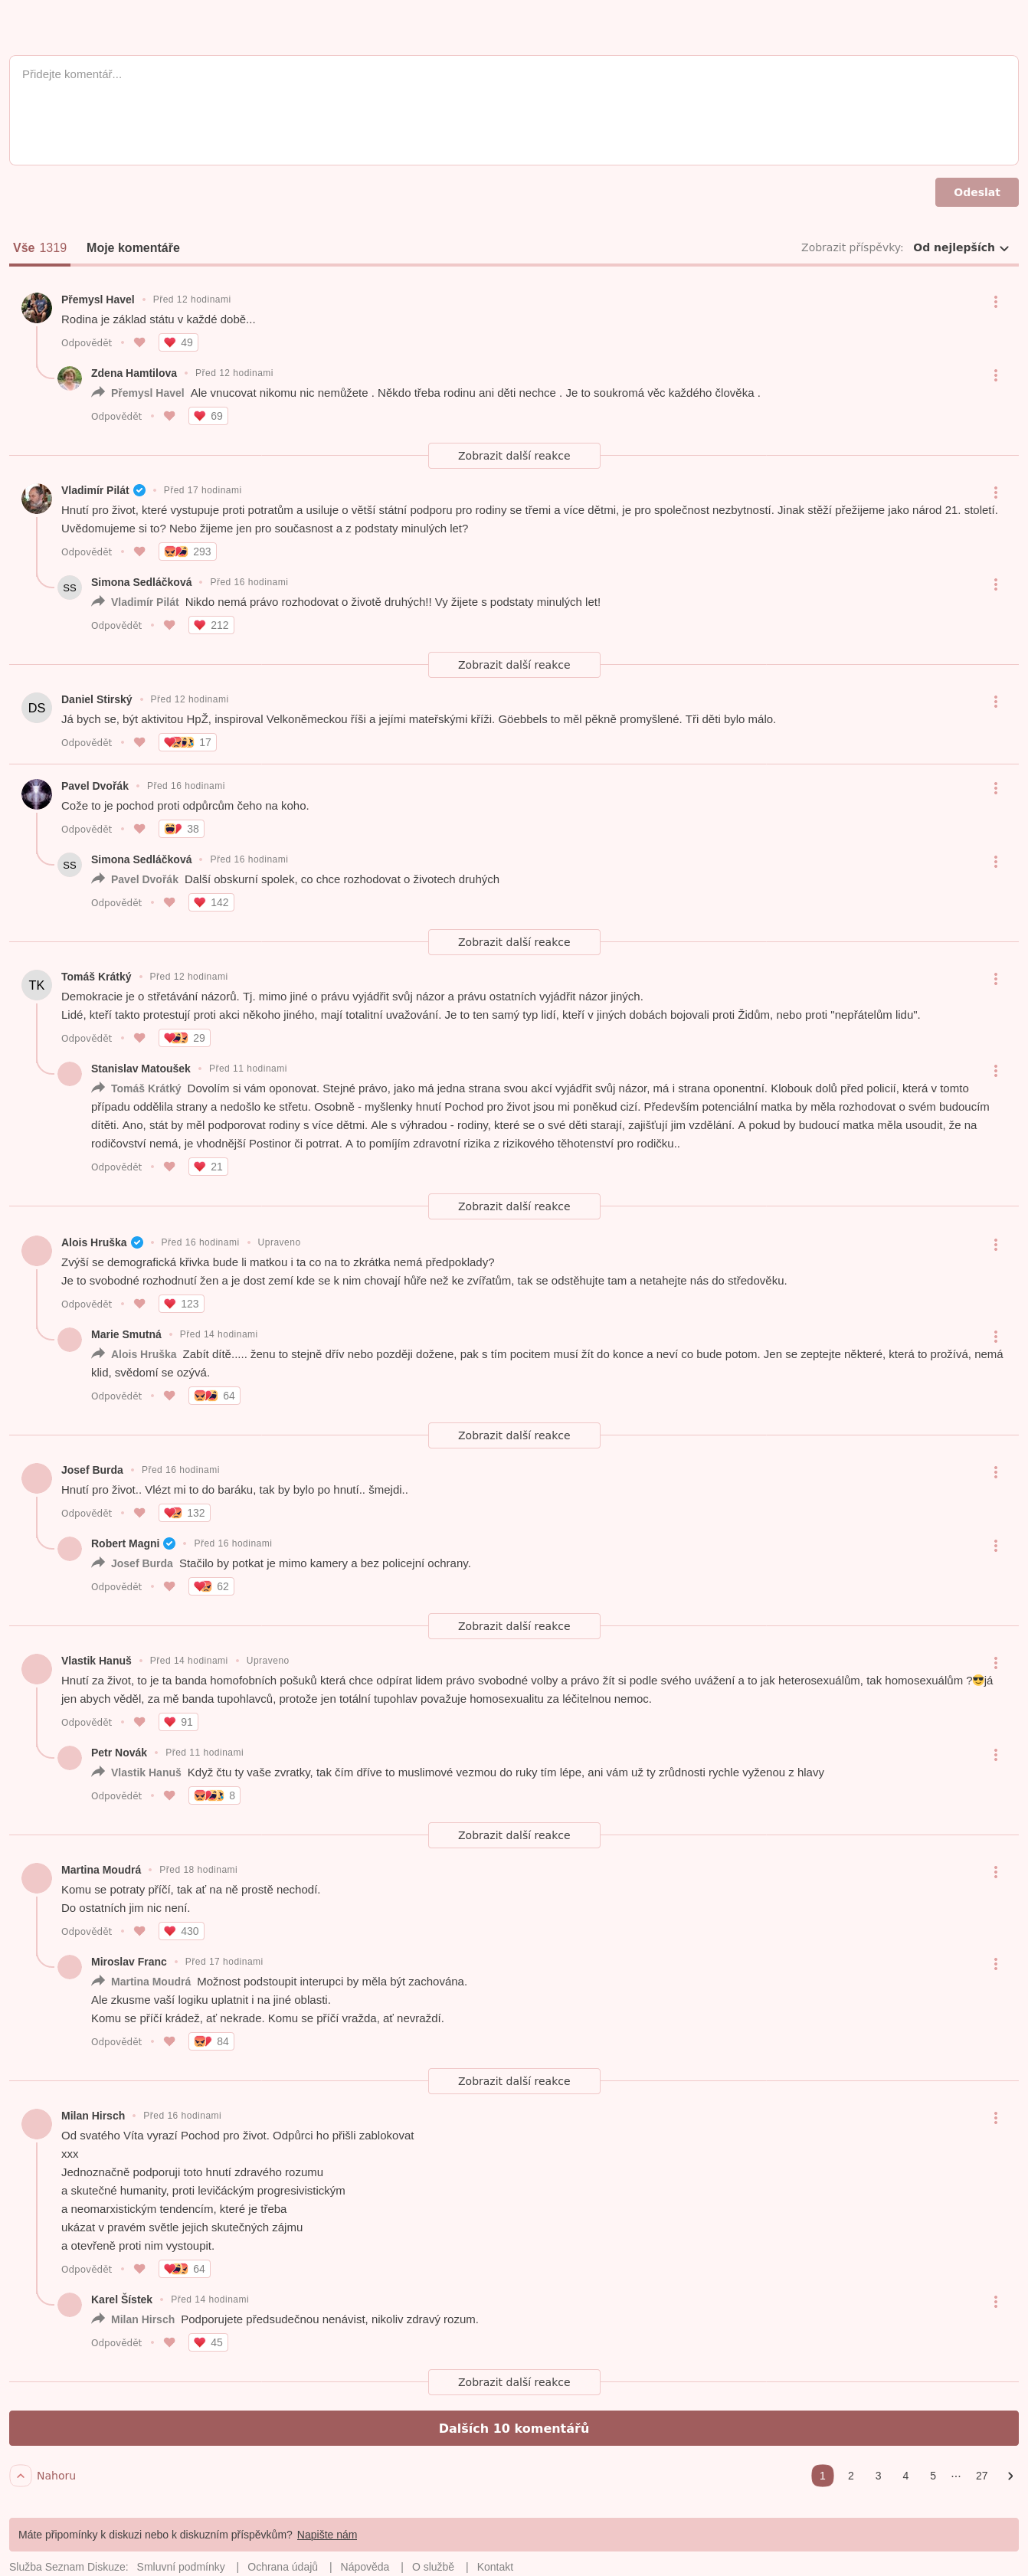 Přidejte komentář...
Odeslat
Vše 1319 Moje komentáře Zobrazit příspěvky: Od nejlepších
Přemysl Havel • Před 12 hodinami
Rodina je základ státu v každé době...
Odpovědět • 49
Zdena Hamtilova • Před 12 hodinami
Přemysl Havel Ale vnucovat nikomu nic nemůžete . Někdo třeba rodinu ani děti nechce . Je to soukromá věc každého člověka .
Odpovědět • 69
Zobrazit další reakce
Vladimír Pilát • Před 17 hodinami
Hnutí pro život, které vystupuje proti potratům a usiluje o větší státní podporu pro rodiny se třemi a více dětmi, je pro společnost nezbytností. Jinak stěží přežijeme jako národ 21. století.
Uvědomujeme si to? Nebo žijeme jen pro současnost a z podstaty minulých let?
Odpovědět • 293
SS Simona Sedláčková • Před 16 hodinami
Vladimír Pilát Nikdo nemá právo rozhodovat o životě druhých!! Vy žijete s podstaty minulých let!
Odpovědět • 212
Zobrazit další reakce
DS Daniel Stirský • Před 12 hodinami
Já bych se, být aktivitou HpŽ, inspiroval Velkoněmeckou říši a jejími mateřskými kříži. Göebbels to měl pěkně promyšlené. Tři děti bylo málo.
Odpovědět • 17
Pavel Dvořák • Před 16 hodinami
Cože to je pochod proti odpůrcům čeho na koho.
Odpovědět • 38
SS Simona Sedláčková • Před 16 hodinami
Pavel Dvořák Další obskurní spolek, co chce rozhodovat o životech druhých
Odpovědět • 142
Zobrazit další reakce
TK Tomáš Krátký • Před 12 hodinami
Demokracie je o střetávání názorů. Tj. mimo jiné o právu vyjádřit svůj názor a právu ostatních vyjádřit názor jiných.
Lidé, kteří takto protestují proti akci někoho jiného, mají totalitní uvažování. Je to ten samý typ lidí, kteří v jiných dobách bojovali proti Židům, nebo proti "nepřátelům lidu".
Odpovědět • 29
Stanislav Matoušek • Před 11 hodinami
Tomáš Krátký Dovolím si vám oponovat. Stejné právo, jako má jedna strana svou akcí vyjádřit svůj názor, má i strana oponentní. Klobouk dolů před policií, která v tomto
případu oddělila strany a nedošlo ke střetu. Osobně - myšlenky hnutí Pochod pro život jsou mi poněkud cizí. Především potenciální matka by měla rozhodovat o svém budoucím
dítěti. Ano, stát by měl podporovat rodiny s více dětmi. Ale s výhradou - rodiny, které se o své děti starají, zajišťují jim vzdělání. A pokud by budoucí matka měla usoudit, že na
rodičovství nemá, je vhodnější Postinor či potrrat. A to pomíjím zdravotní rizika z rizikového těhotenství pro rodičku..
Odpovědět • 21
Zobrazit další reakce
Alois Hruška • Před 16 hodinami • Upraveno
Zvýší se demografická křivka bude li matkou i ta co na to zkrátka nemá předpoklady?
Je to svobodné rozhodnutí žen a je dost zemí kde se k nim chovají hůře než ke zvířatům, tak se odstěhujte tam a netahejte nás do středověku.
Odpovědět • 123
Marie Smutná • Před 14 hodinami
Alois Hruška Zabít dítě..... ženu to stejně dřív nebo později dožene, pak s tím pocitem musí žít do konce a neví co bude potom. Jen se zeptejte některé, která to prožívá, nemá
klid, svědomí se ozývá.
Odpovědět • 64
Zobrazit další reakce
Josef Burda • Před 16 hodinami
Hnutí pro život.. Vlézt mi to do baráku, tak by bylo po hnutí.. šmejdi..
Odpovědět • 132
Robert Magni • Před 16 hodinami
Josef Burda Stačilo by potkat je mimo kamery a bez policejní ochrany.
Odpovědět • 62
Zobrazit další reakce
Vlastik Hanuš • Před 14 hodinami • Upraveno
Hnutí za život, to je ta banda homofobních pošuků která chce odpírat lidem právo svobodné volby a právo žít si podle svého uvážení a to jak heterosexuálům, tak homosexuálům ?😎já
jen abych věděl, za mě banda tupohlavců, protože jen totální tupohlav považuje homosexualitu za léčitelnou nemoc.
Odpovědět • 91
Petr Novák • Před 11 hodinami
Vlastik Hanuš Když čtu ty vaše zvratky, tak čím dříve to muslimové vezmou do ruky tím lépe, ani vám už ty zrůdnosti rychle vyženou z hlavy
Odpovědět • 8
Zobrazit další reakce
Martina Moudrá • Před 18 hodinami
Komu se potraty příčí, tak ať na ně prostě nechodí.
Do ostatních jim nic není.
Odpovědět • 430
Miroslav Franc • Před 17 hodinami
Martina Moudrá Možnost podstoupit interupci by měla být zachována.
Ale zkusme vaší logiku uplatnit i na jiné oblasti.
Komu se příčí krádež, ať nekrade. Komu se příčí vražda, ať nevraždí.
Odpovědět • 84
Zobrazit další reakce
Milan Hirsch • Před 16 hodinami
Od svatého Víta vyrazí Pochod pro život. Odpůrci ho přišli zablokovat
xxx
Jednoznačně podporuji toto hnutí zdravého rozumu
a skutečné humanity, proti levičáckým progresivistickým
a neomarxistickým tendencím, které je třeba
ukázat v pravém světle jejich skutečných zájmu
a otevřeně proti nim vystoupit.
Odpovědět • 64
Karel Šístek • Před 14 hodinami
Milan Hirsch Podporujete předsudečnou nenávist, nikoliv zdravý rozum.
Odpovědět • 45
Zobrazit další reakce
Dalších 10 komentářů
Nahoru 1 2 3 4 5 ··· 27
Máte připomínky k diskuzi nebo k diskuzním příspěvkům? Napište nám
Služba Seznam Diskuze: Smluvní podmínky | Ochrana údajů | Nápověda | O službě | Kontakt